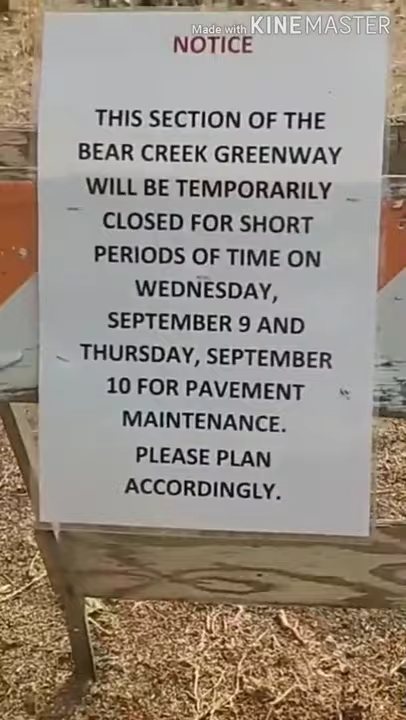 Made with KINEMASTER
NOTICE
THIS SECTION OF THE
BEAR CREEK GREENWAY
WILL BE TEMPORARILY
CLOSED FOR SHORT
PERIODS OF TIME ON
WEDNESDAY,
SEPTEMBER 9 AND
THURSDAY, SEPTEMBER
10 FOR PAVEMENT
MAINTENANCE.
PLEASE PLAN
ACCORDINGLY.